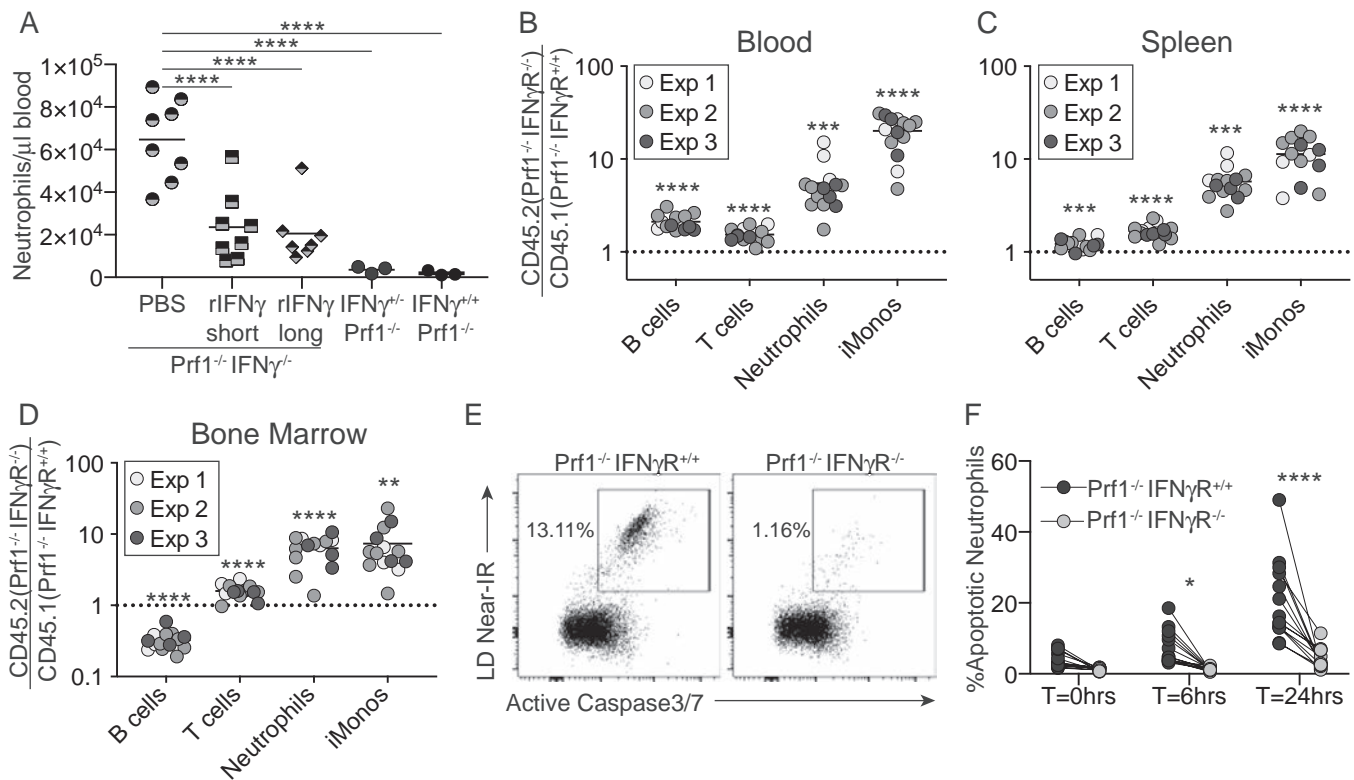 A
****
****
****
****
Neutrophils/µl blood
1×10⁵
8×10⁴
6×10⁴
4×10⁴
2×10⁴
0
PBS
rIFNγ short
rIFNγ long
IFNγ⁺/⁻ Prf1⁻/⁻
IFNγ⁺/⁺ Prf1⁻/⁻
Prf1⁻/⁻ IFNγ⁻/⁻
B
Blood
CD45.2(Prf1⁻/⁻ IFNγR⁻/⁻)
CD45.1(Prf1⁻/⁻ IFNγR⁺/⁺)
100
10
1
Exp 1
Exp 2
Exp 3
****
****
***
****
B cells
T cells
Neutrophils
iMonos
C
Spleen
100
10
1
Exp 1
Exp 2
Exp 3
***
****
***
****
B cells
T cells
Neutrophils
iMonos
D
Bone Marrow
CD45.2(Prf1⁻/⁻ IFNγR⁻/⁻)
CD45.1(Prf1⁻/⁻ IFNγR⁺/⁺)
100
10
1
0.1
Exp 1
Exp 2
Exp 3
****
****
****
**
B cells
T cells
Neutrophils
iMonos
E
Prf1⁻/⁻ IFNγR⁺/⁺
Prf1⁻/⁻ IFNγR⁻/⁻
13.11%
1.16%
LD Near-IR
Active Caspase3/7
F
%Apoptotic Neutrophils
60
40
20
0
Prf1⁻/⁻ IFNγR⁺/⁺
Prf1⁻/⁻ IFNγR⁻/⁻
*
****
T=0hrs
T=6hrs
T=24hrs